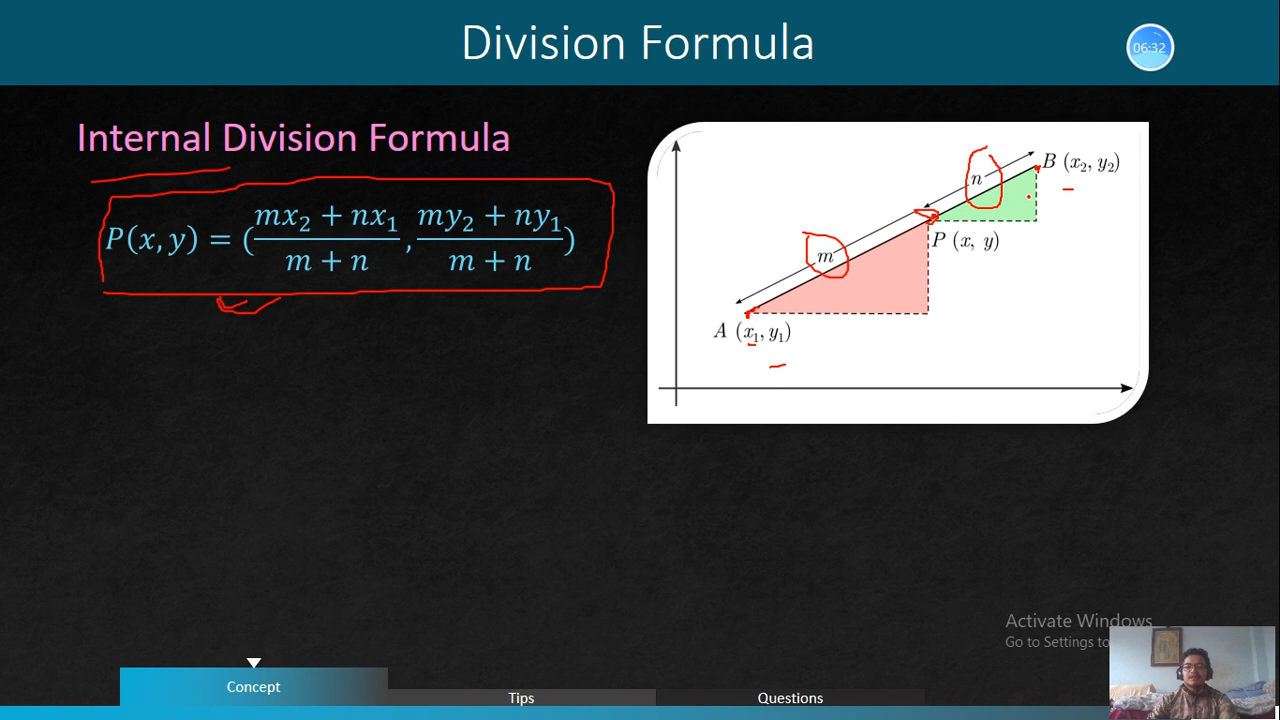 Division Formula
06:32
Internal Division Formula
P(x, y) = (mx₂ + nx₁ / m + n , my₂ + ny₁ / m + n)
B (x₂, y₂)
n
P (x, y)
m
A (x₁, y₁)
Activate Windows
Go to Settings to
Concept
Tips
Questions